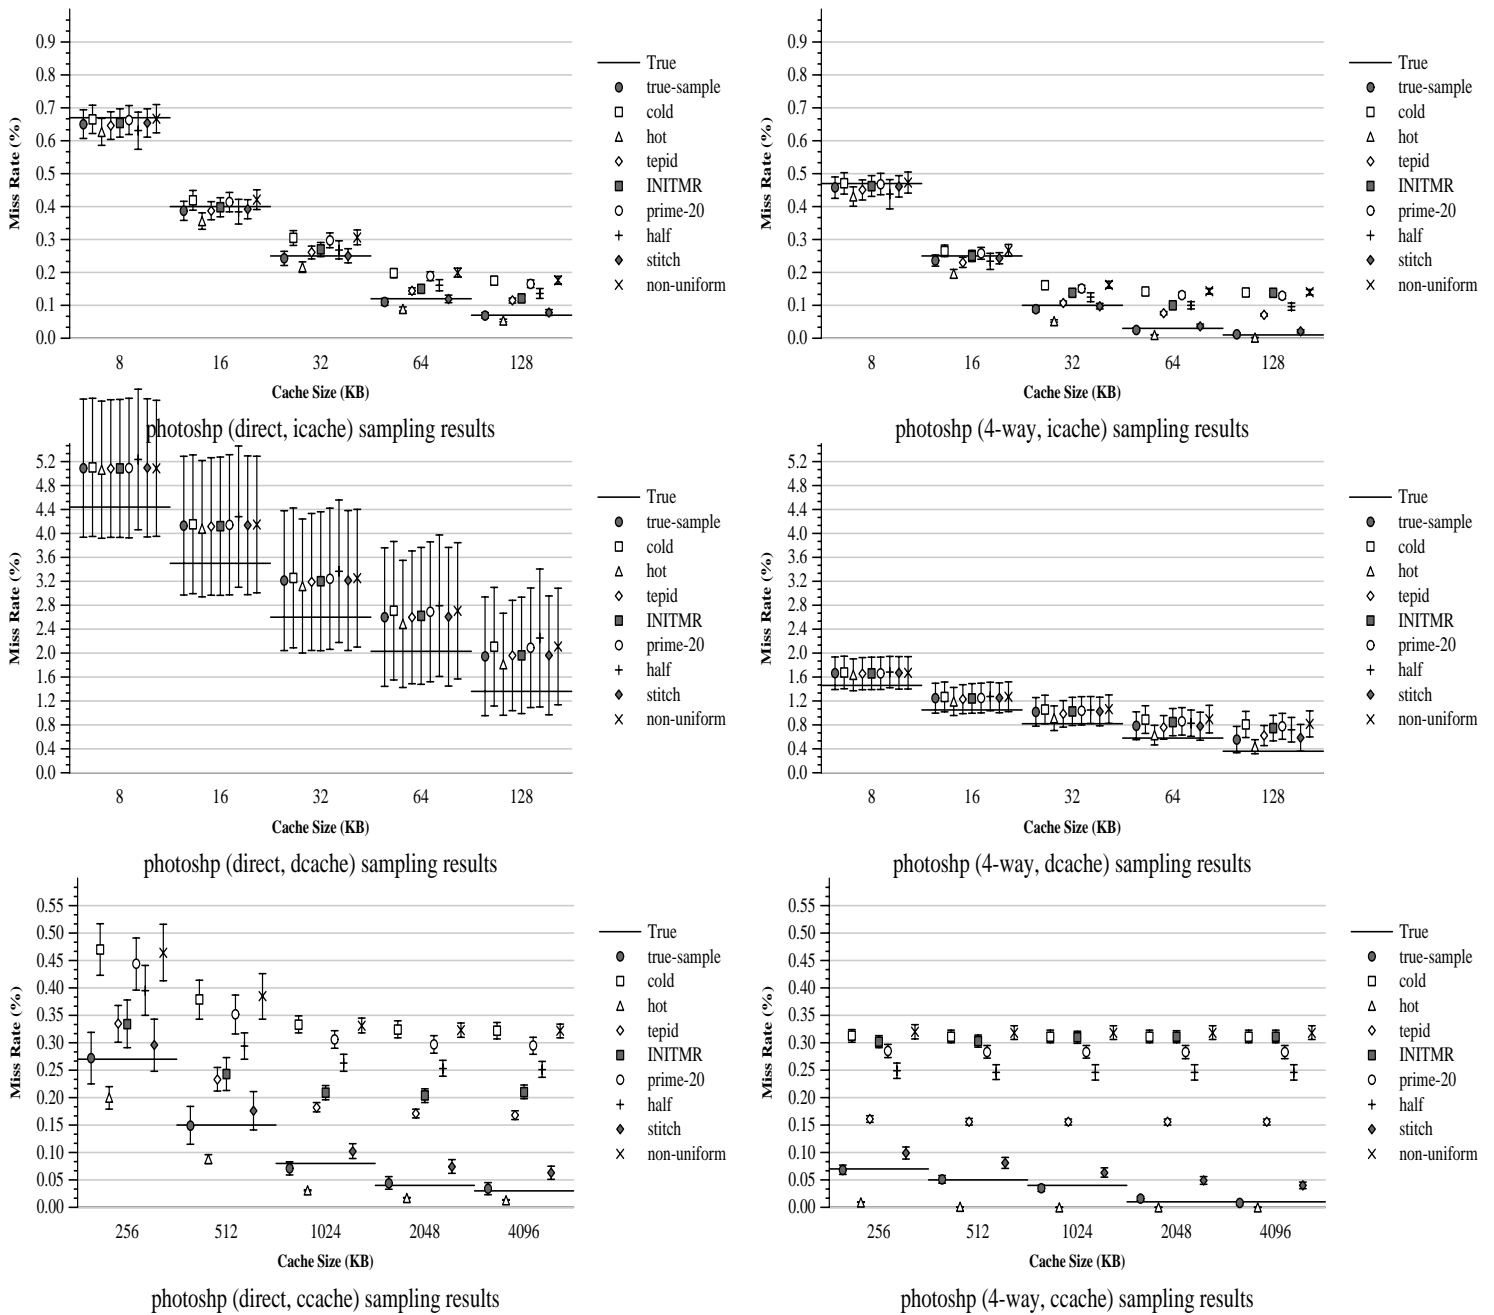 0.9
0.8
0.7
0.6
0.5
0.4
0.3
0.2
0.1
0.0
Miss Rate (%)
8 16 32 64 128
Cache Size (KB)
True
true-sample
cold
hot
tepid
INITMR
prime-20
half
stitch
non-uniform
photoshp (direct, icache) sampling results
0.9
0.8
0.7
0.6
0.5
0.4
0.3
0.2
0.1
0.0
Miss Rate (%)
8 16 32 64 128
Cache Size (KB)
True
true-sample
cold
hot
tepid
INITMR
prime-20
half
stitch
non-uniform
photoshp (4-way, icache) sampling results
5.2
4.8
4.4
4.0
3.6
3.2
2.8
2.4
2.0
1.6
1.2
0.8
0.4
0.0
Miss Rate (%)
8 16 32 64 128
Cache Size (KB)
True
true-sample
cold
hot
tepid
INITMR
prime-20
half
stitch
non-uniform
photoshp (direct, dcache) sampling results
5.2
4.8
4.4
4.0
3.6
3.2
2.8
2.4
2.0
1.6
1.2
0.8
0.4
0.0
Miss Rate (%)
8 16 32 64 128
Cache Size (KB)
True
true-sample
cold
hot
tepid
INITMR
prime-20
half
stitch
non-uniform
photoshp (4-way, dcache) sampling results
0.55
0.50
0.45
0.40
0.35
0.30
0.25
0.20
0.15
0.10
0.05
0.00
Miss Rate (%)
256 512 1024 2048 4096
Cache Size (KB)
True
true-sample
cold
hot
tepid
INITMR
prime-20
half
stitch
non-uniform
photoshp (direct, ccache) sampling results
0.55
0.50
0.45
0.40
0.35
0.30
0.25
0.20
0.15
0.10
0.05
0.00
Miss Rate (%)
256 512 1024 2048 4096
Cache Size (KB)
True
true-sample
cold
hot
tepid
INITMR
prime-20
half
stitch
non-uniform
photoshp (4-way, ccache) sampling results